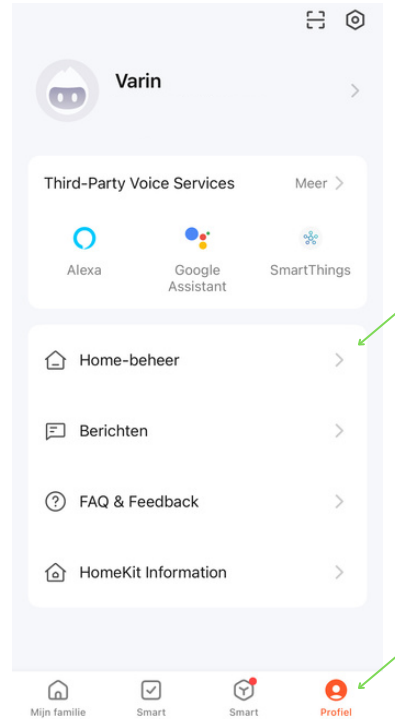 Varin
Third-Party Voice Services Meer
Alexa
Google Assistant
SmartThings
Home-beheer
Berichten
FAQ & Feedback
HomeKit Information
Mijn familie Smart Smart Profiel